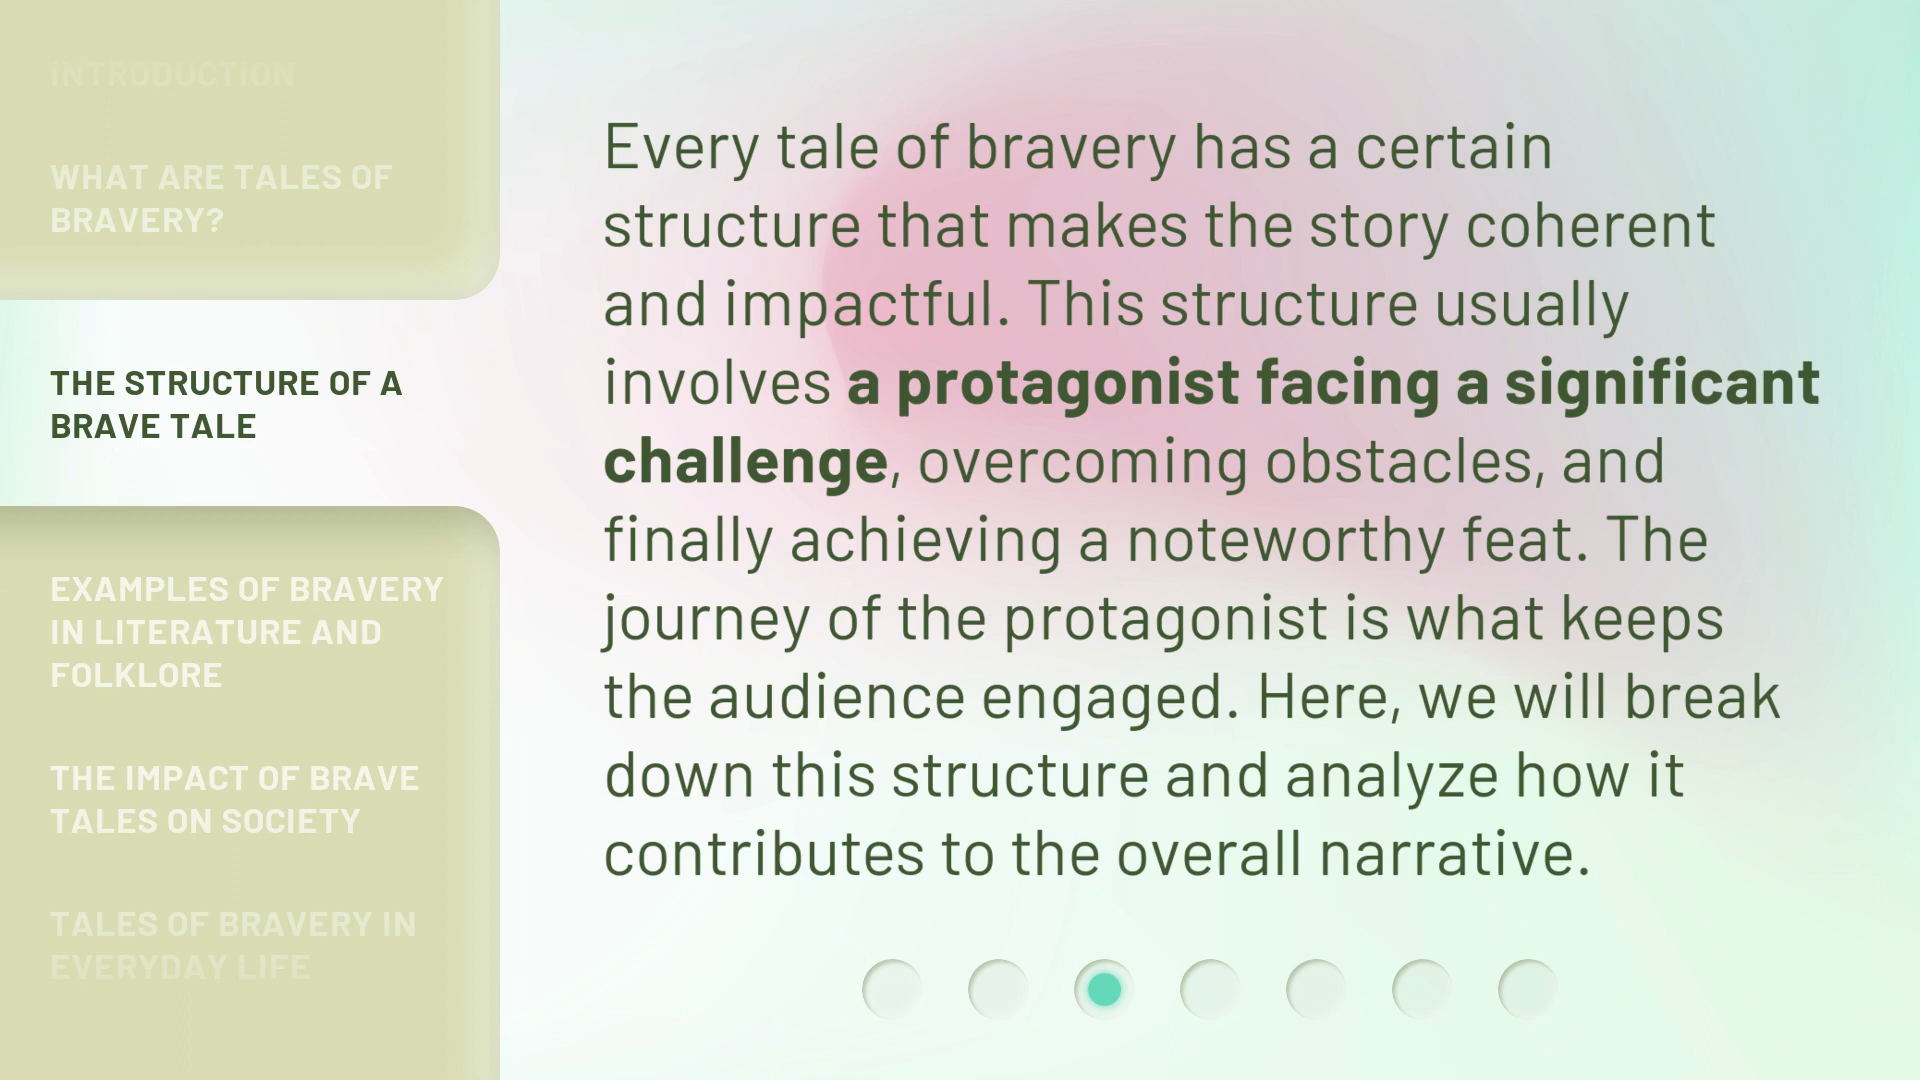 INTRODUCTION
WHAT ARE TALES OF
BRAVERY?
THE STRUCTURE OF A
BRAVE TALE
EXAMPLES OF BRAVERY
IN LITERATURE AND
FOLKLORE
THE IMPACT OF BRAVE
TALES ON SOCIETY
TALES OF BRAVERY IN
EVERYDAY LIFE
Every tale of bravery has a certain
structure that makes the story coherent
and impactful. This structure usually
involves a protagonist facing a significant
challenge, overcoming obstacles, and
finally achieving a noteworthy feat. The
journey of the protagonist is what keeps
the audience engaged. Here, we will break
down this structure and analyze how it
contributes to the overall narrative.